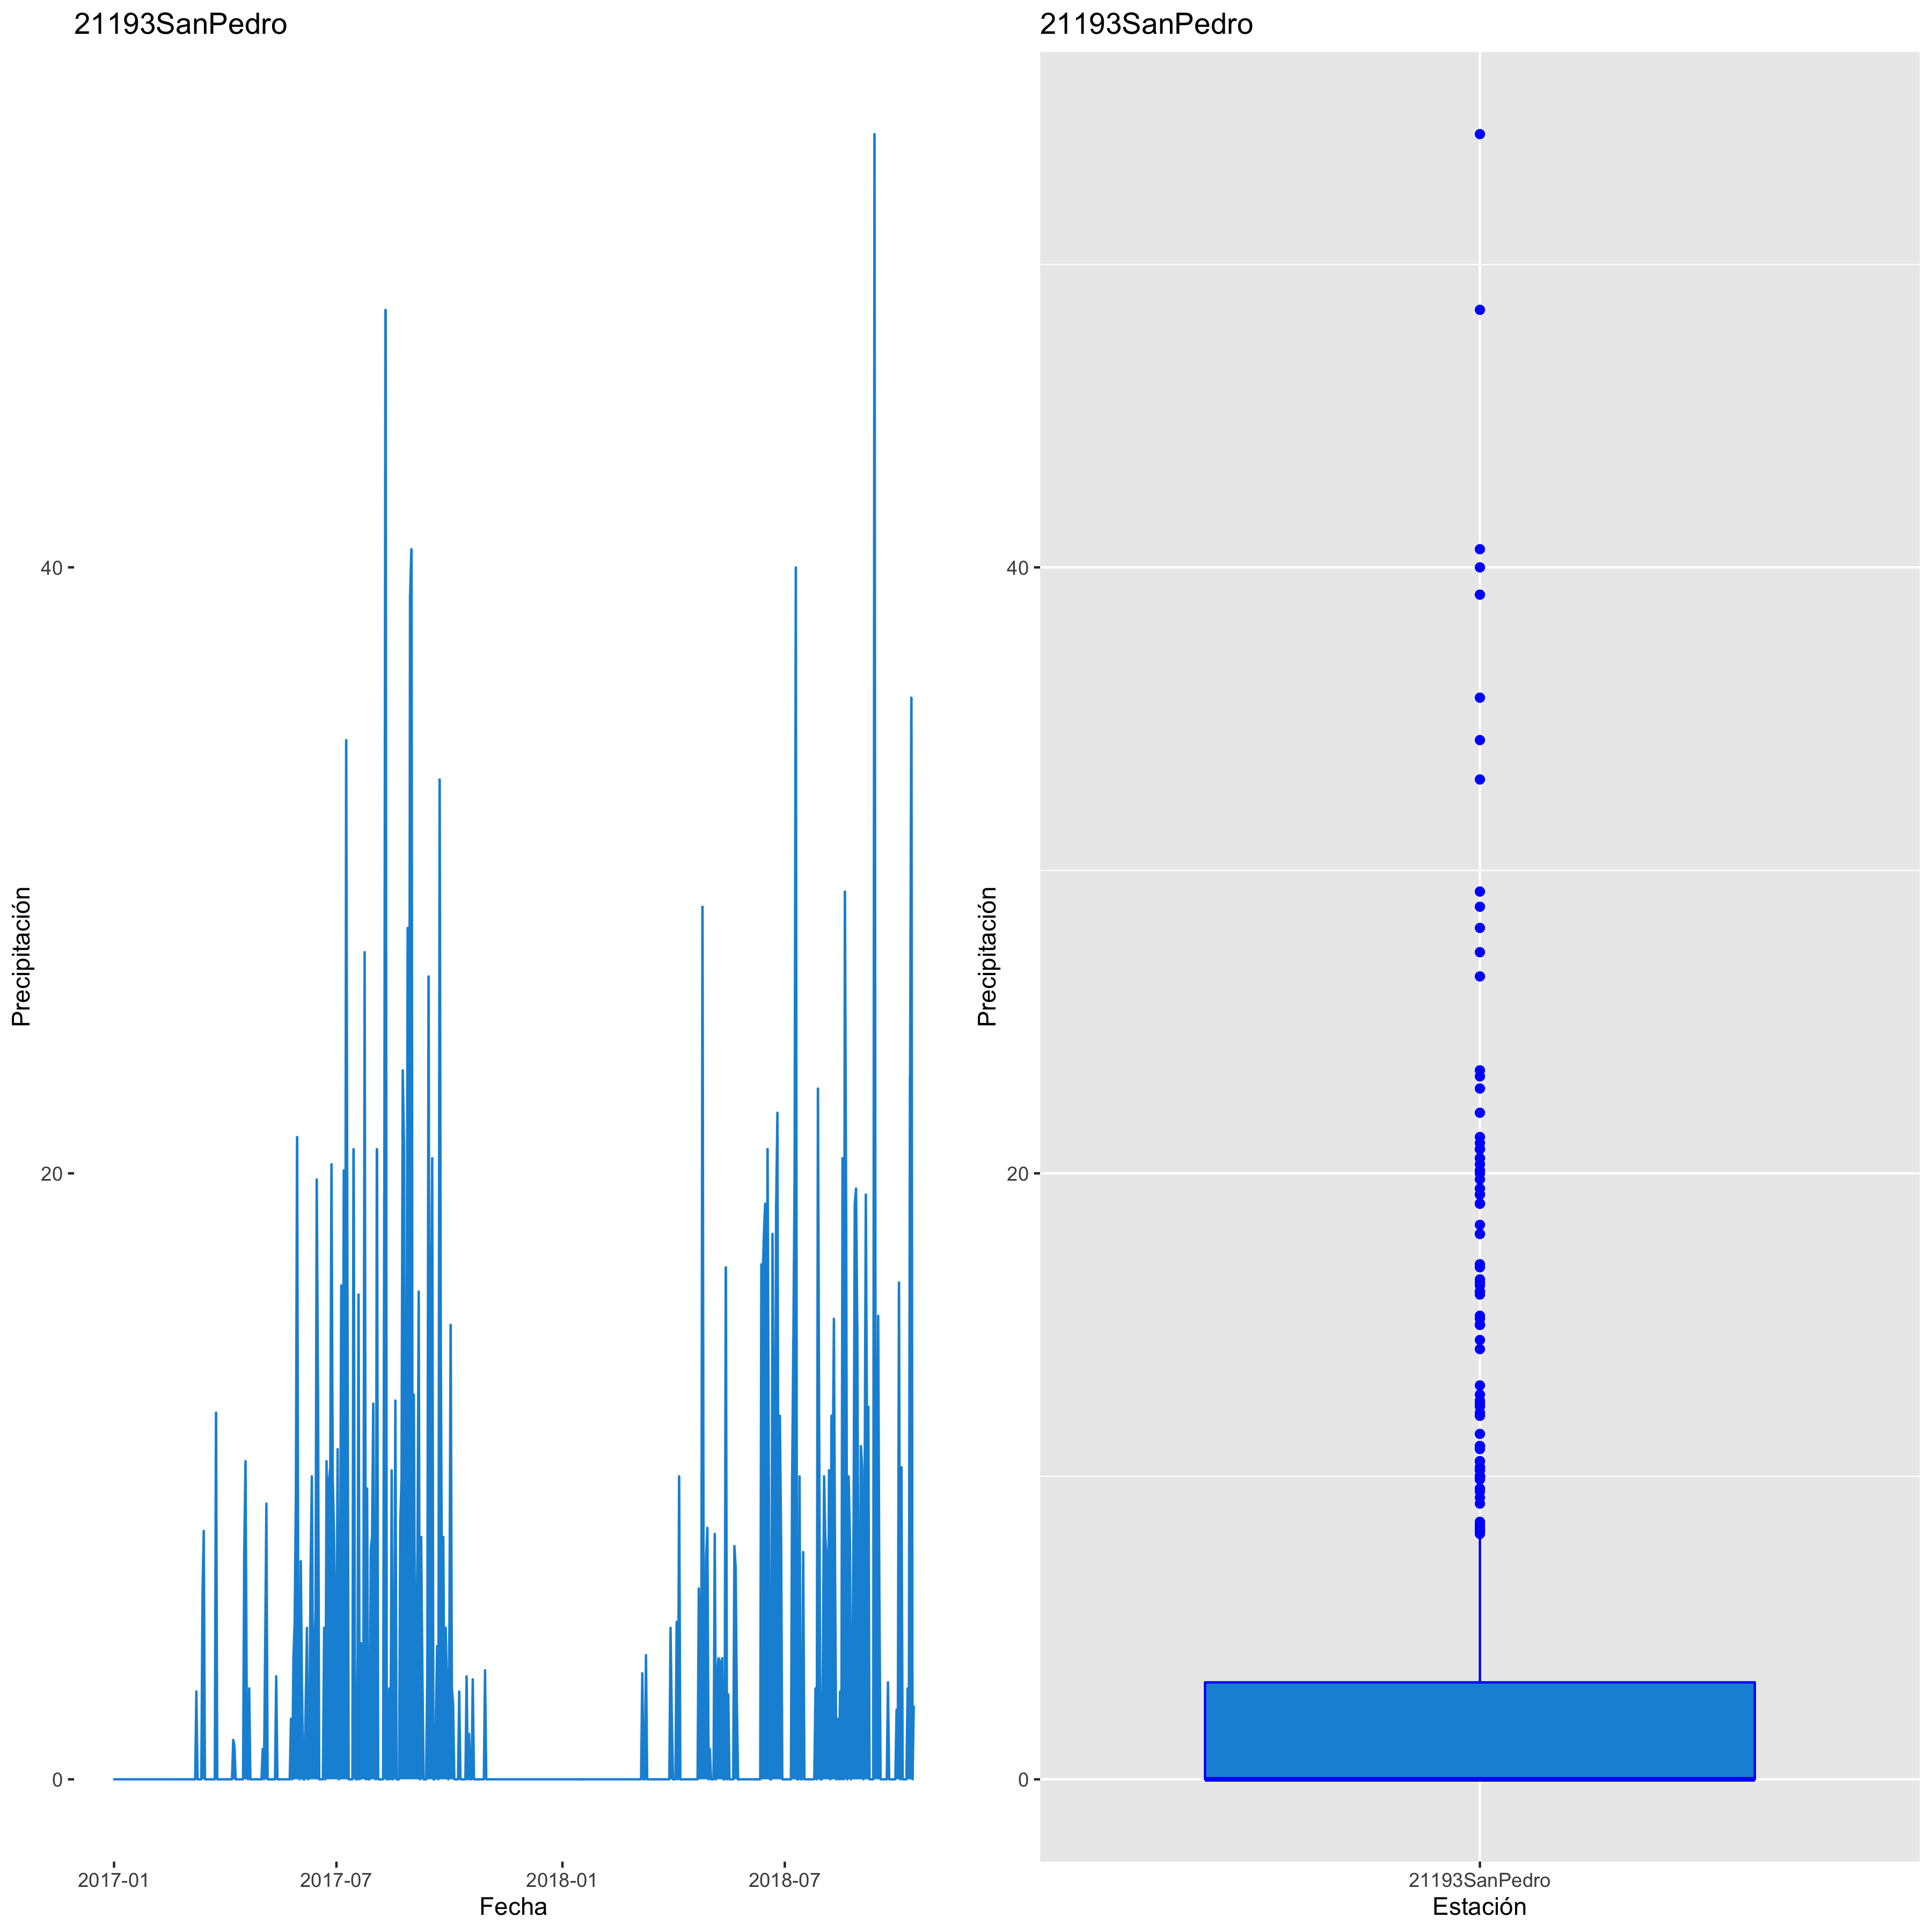 21193SanPedro
Precipitación
40
20
0
2017-01
2017-07
2018-01
2018-07
Fecha
21193SanPedro
Precipitación
40
20
0
21193SanPedro
Estación